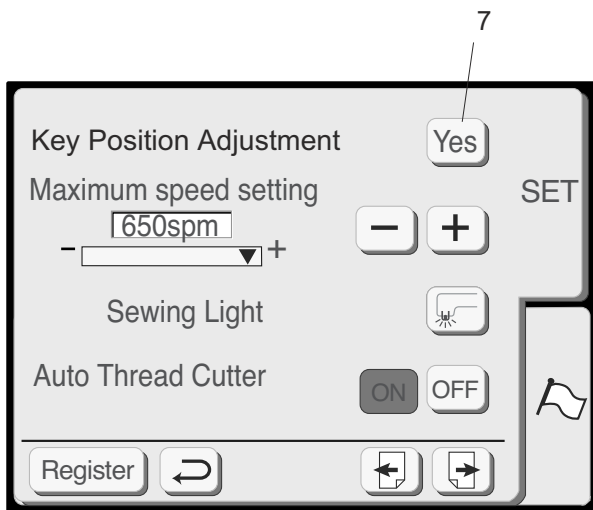 7
Key Position Adjustment Yes
Maximum speed setting
SET
650spm
- + − +
Sewing Light
Auto Thread Cutter ON OFF
Register